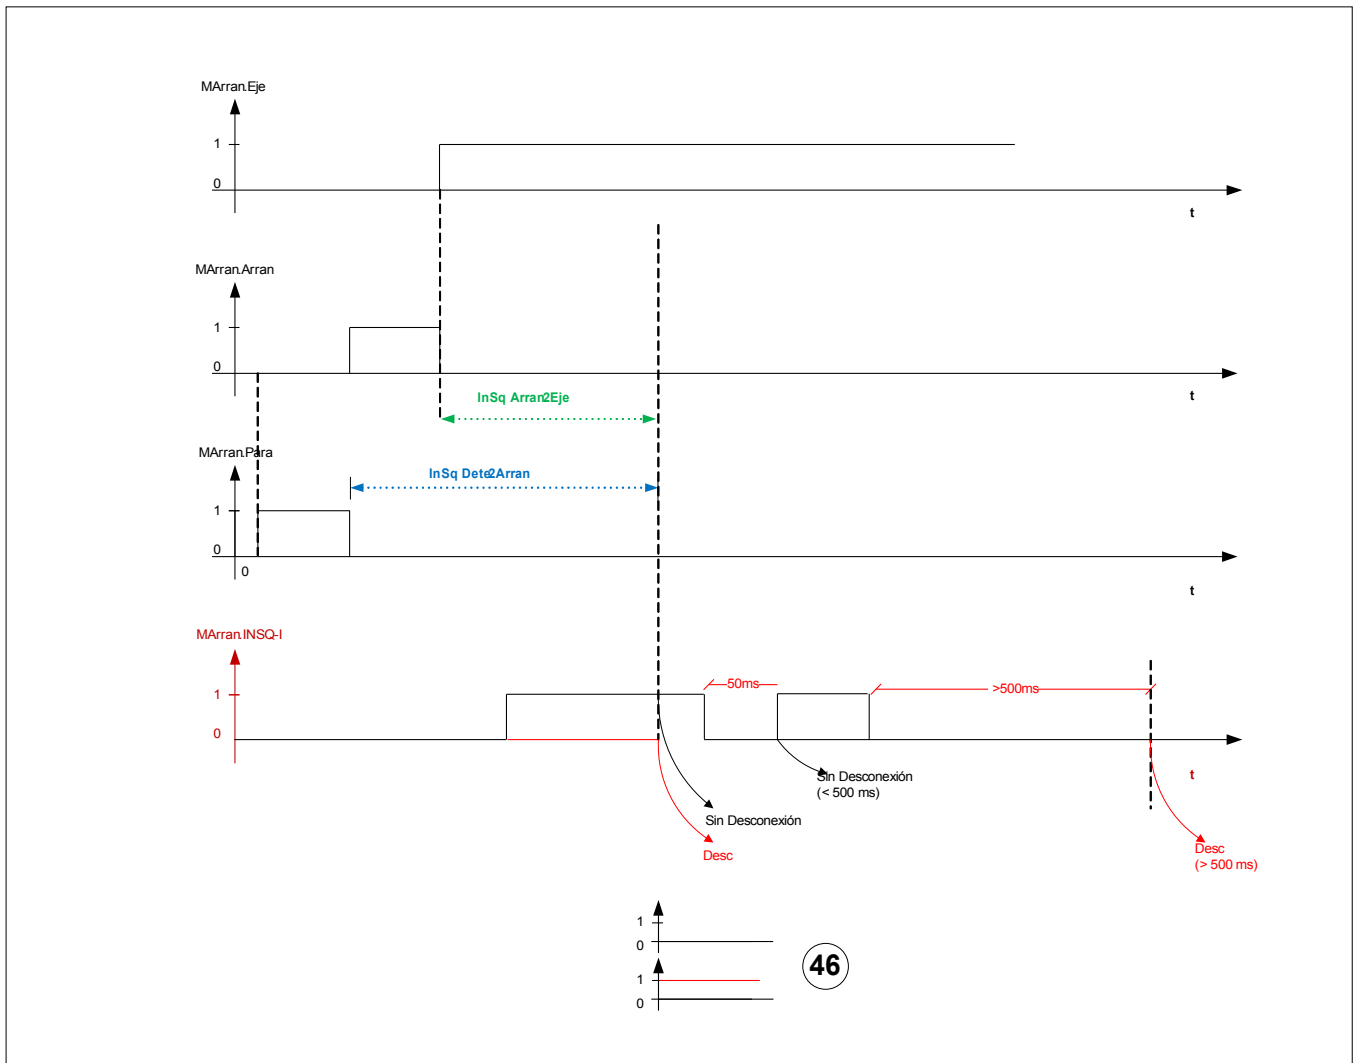 MArran.Eje
1
0
t
MArran.Arran
1
0
t
InSq Arran2Eje
MArran.Para
InSq Dete2Arran
1
0
0
t
MArran.INSQ-I
50ms
>500ms
1
0
t
Sin Desconexión
(< 500 ms)
Sin Desconexión
Desc
Desc
(> 500 ms)
1
0
46
1
0